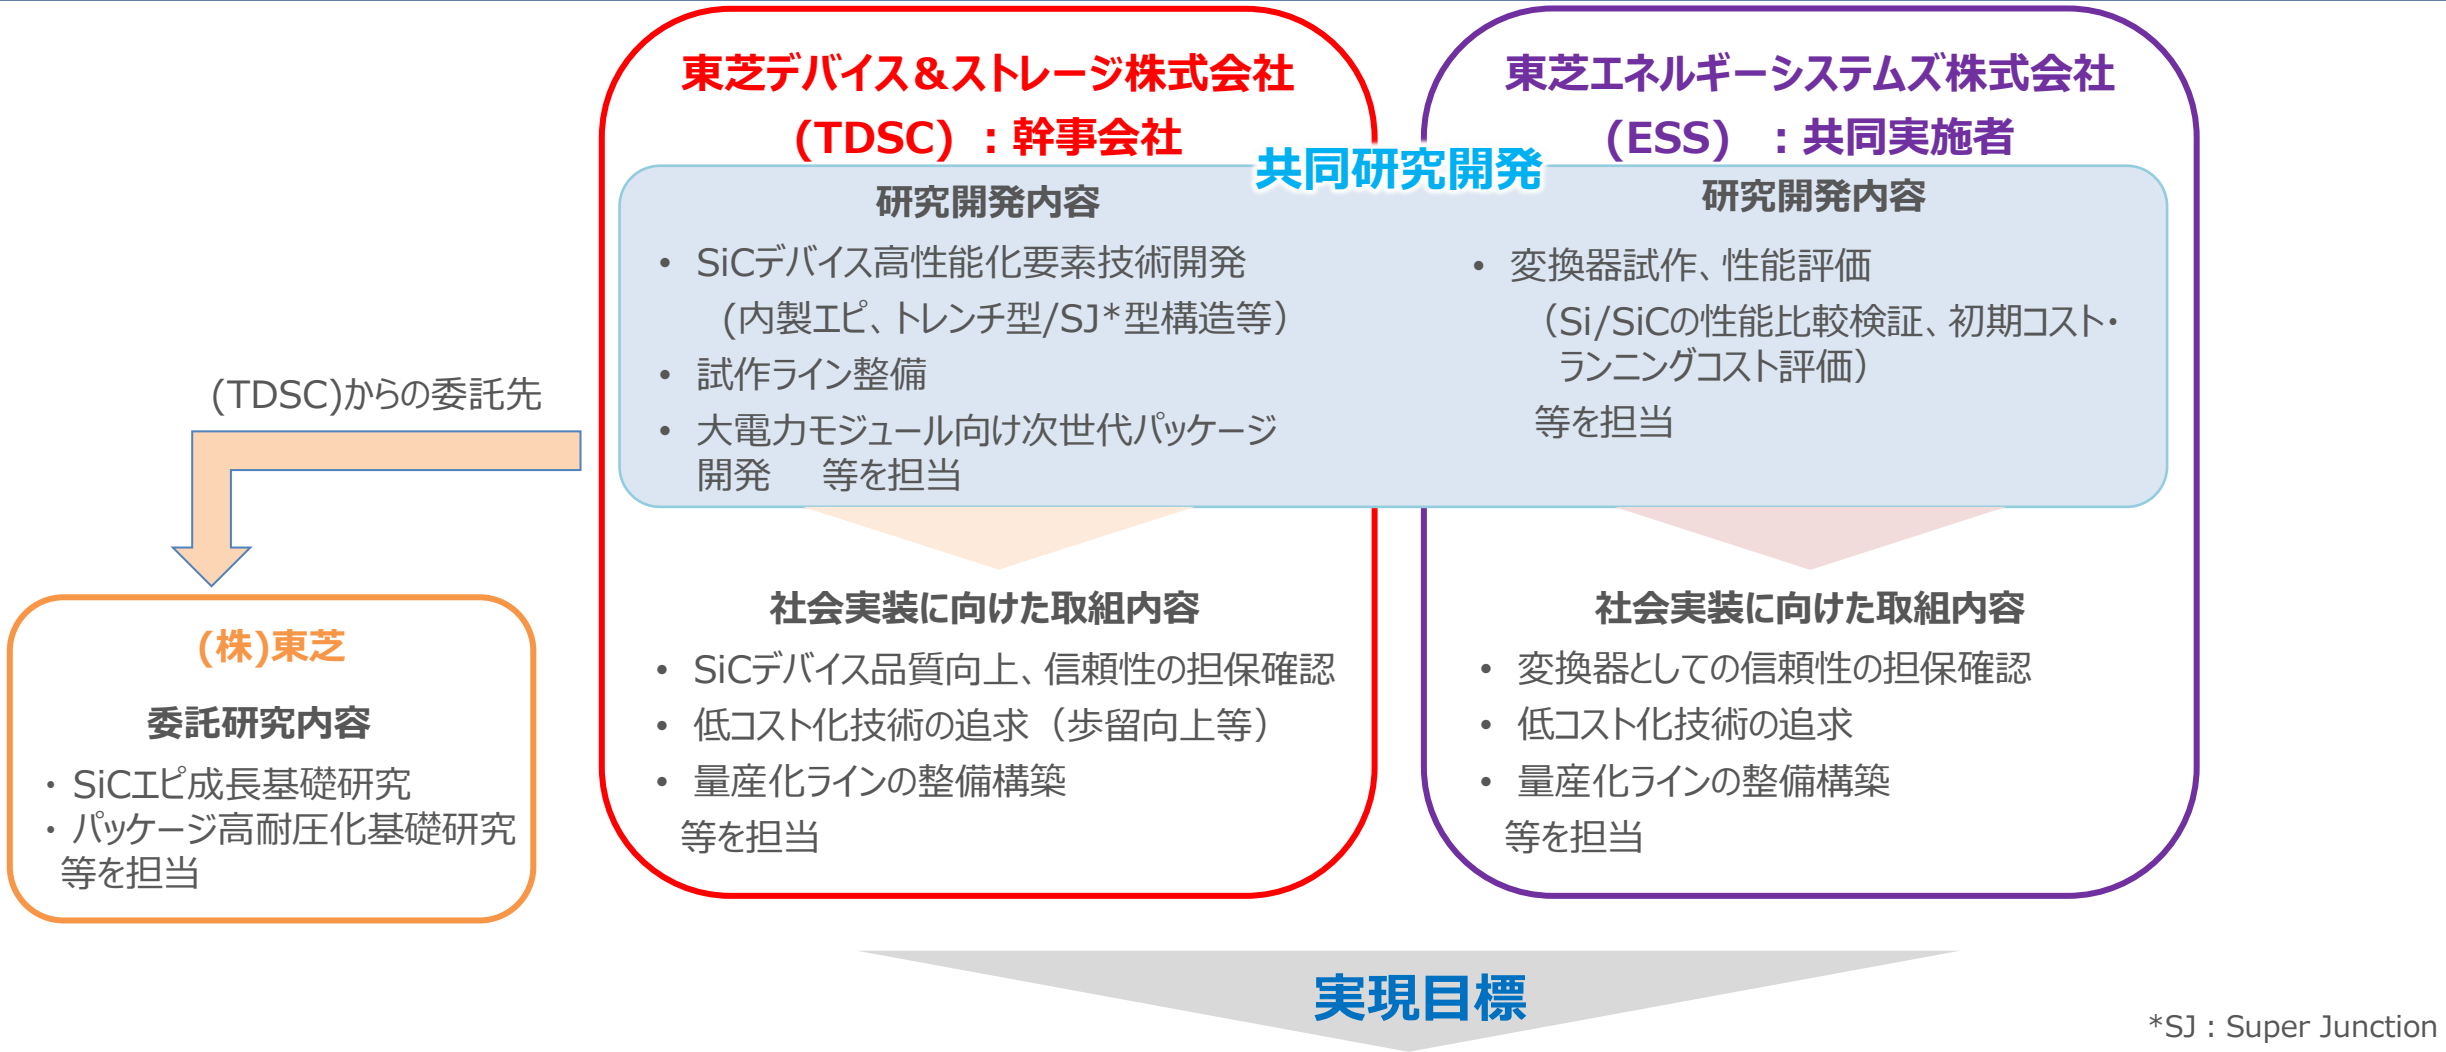 東芝デバイス&ストレージ株式会社
(TDSC)：幹事会社
東芝エネルギーシステムズ株式会社
(ESS)：共同実施者
共同研究開発
研究開発内容
• SiCデバイス高性能化要素技術開発
(内製エピ、トレンチ型/SJ*型構造等）
• 試作ライン整備
• 大電力モジュール向け次世代パッケージ
開発　等を担当
研究開発内容
• 変換器試作、性能評価
（Si/SiCの性能比較検証、初期コスト・
ランニングコスト評価）
等を担当
(TDSC)からの委託先
(株)東芝
委託研究内容
・SiCエピ成長基礎研究
・パッケージ高耐圧化基礎研究
等を担当
社会実装に向けた取組内容
• SiCデバイス品質向上、信頼性の担保確認
• 低コスト化技術の追求（歩留向上等）
• 量産化ラインの整備構築
等を担当
社会実装に向けた取組内容
• 変換器としての信頼性の担保確認
• 低コスト化技術の追求
• 量産化ラインの整備構築
等を担当
実現目標
*SJ：Super Junction